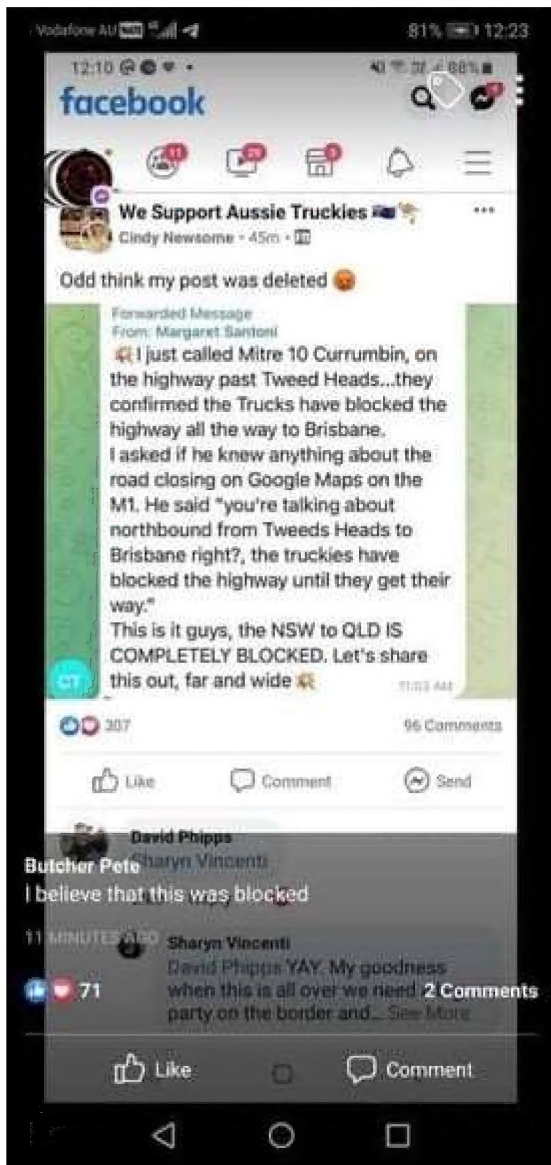 Vodafone AU
81% 12:23
12:10
88%
facebook
11
1
We Support Aussie Truckies
Cindy Newsome • 45m •
Odd think my post was deleted 😡
Forwarded Message
From: Margaret Santoni
💥I just called Mitre 10 Currumbin, on
the highway past Tweed Heads...they
confirmed the Trucks have blocked the
highway all the way to Brisbane.
I asked if he knew anything about the
road closing on Google Maps on the
M1. He said "you're talking about
northbound from Tweeds Heads to
Brisbane right?, the truckies have
blocked the highway until they get their
way."
This is it guys, the NSW to QLD IS
COMPLETELY BLOCKED. Let's share
this out, far and wide 💥
11:03 AM
CT
307
96 Comments
Like
Comment
Send
David Phipps
Sharyn Vincenti
Butcher Pete
I believe that this was blocked
11 MINUTES AGO
Sharyn Vincenti
David Phipps YAY. My goodness
when this is all over we need
party on the border and... See More
71
2 Comments
Like
Comment